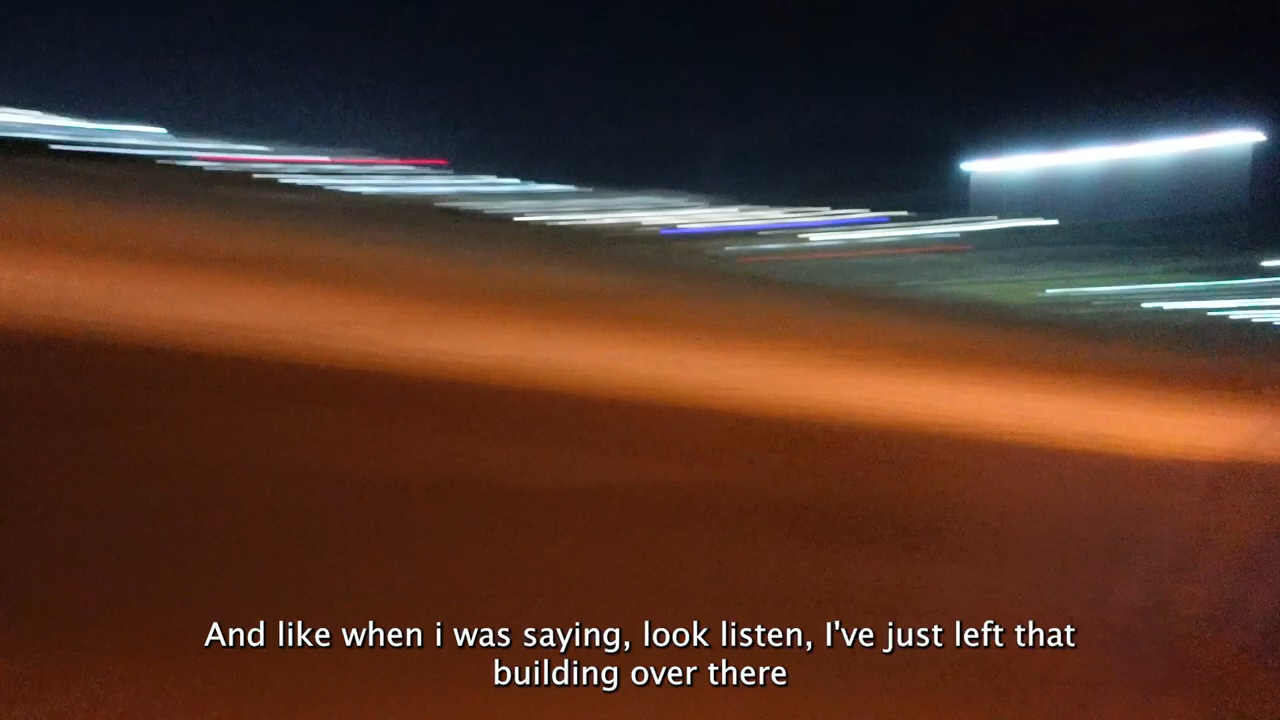 And like when i was saying, look listen, I've just left that
building over there